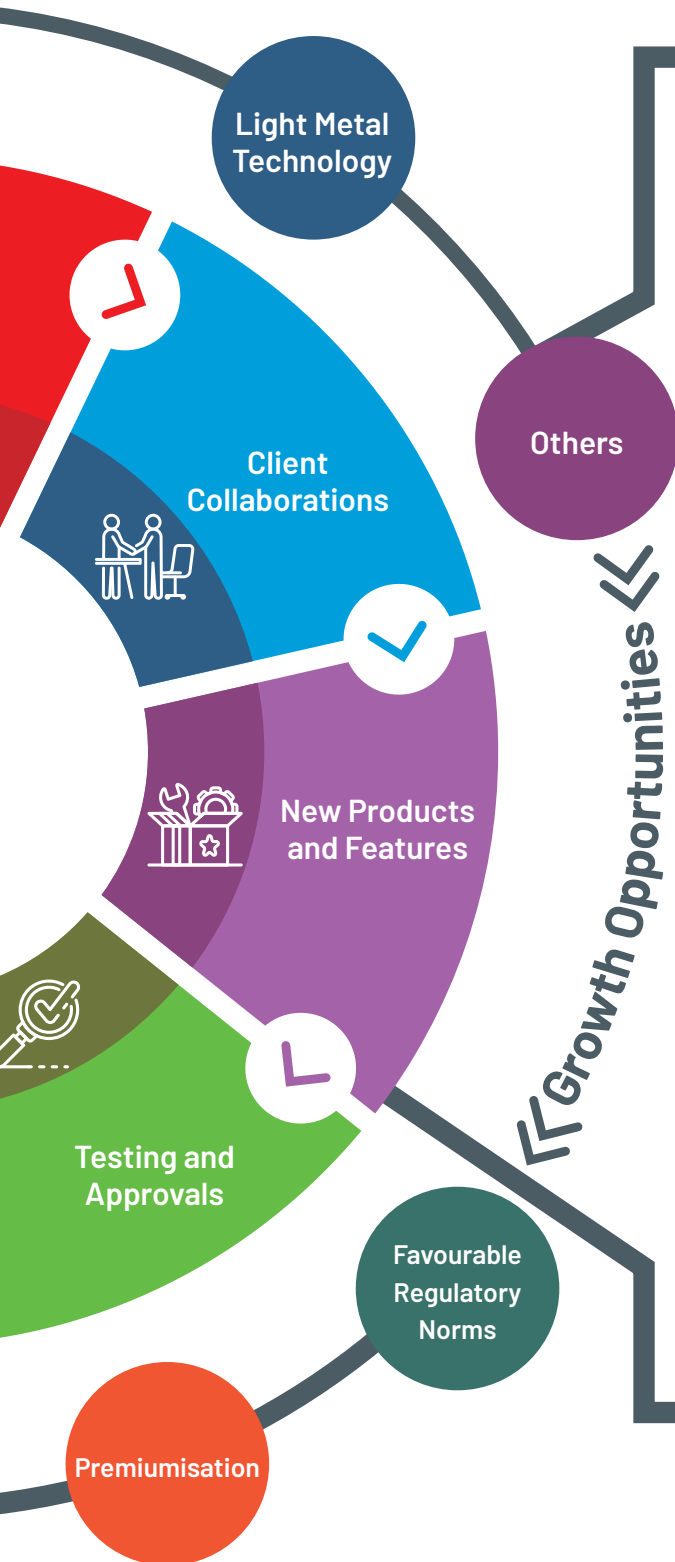 Light Metal
Technology
Others
Client
Collaborations
Growth Opportunities
New Products
and Features
Testing and
Approvals
Favourable
Regulatory
Norms
Premiumisation